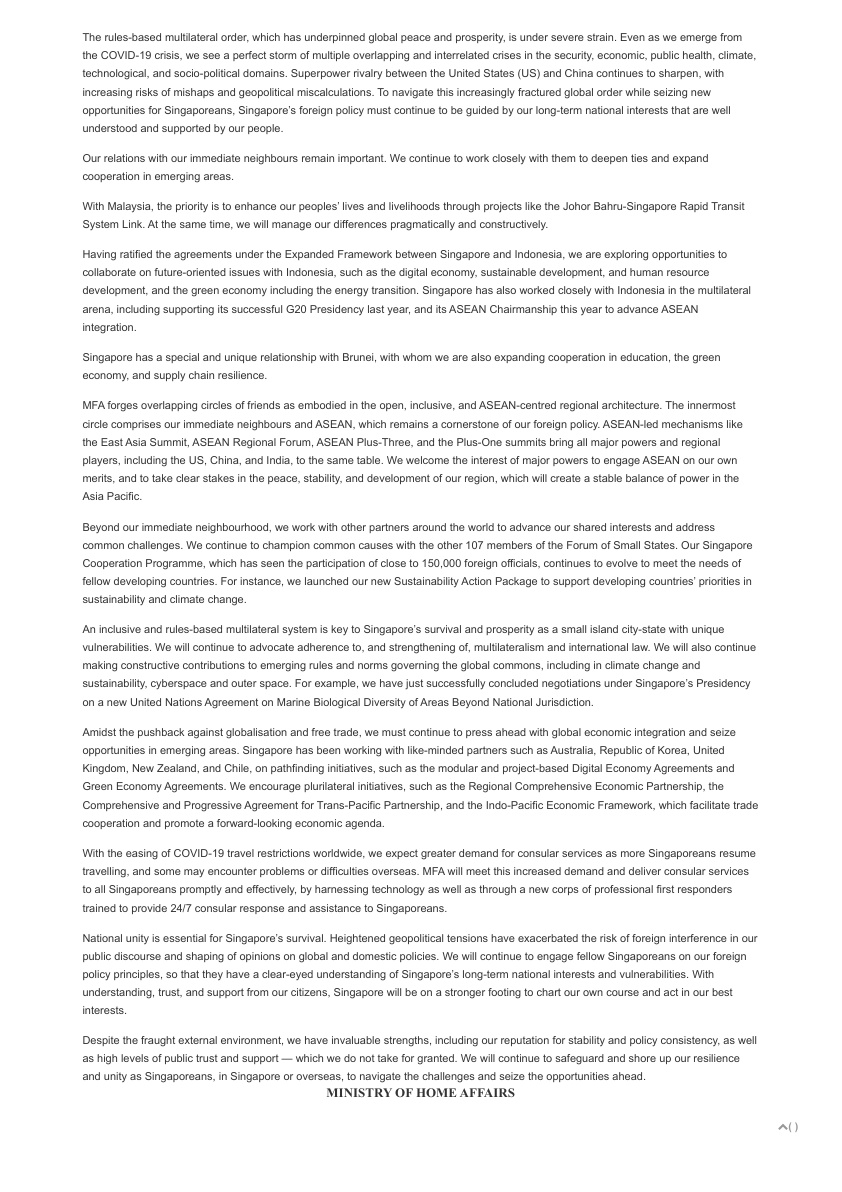 The rules-based multilateral order, which has underpinned global peace and prosperity, is under severe strain. Even as we emerge from
the COVID-19 crisis, we see a perfect storm of multiple overlapping and interrelated crises in the security, economic, public health, climate,
technological, and socio-political domains. Superpower rivalry between the United States (US) and China continues to sharpen, with
increasing risks of mishaps and geopolitical miscalculations. To navigate this increasingly fractured global order while seizing new
opportunities for Singaporeans, Singapore’s foreign policy must continue to be guided by our long-term national interests that are well
understood and supported by our people.
Our relations with our immediate neighbours remain important. We continue to work closely with them to deepen ties and expand
cooperation in emerging areas.
With Malaysia, the priority is to enhance our peoples’ lives and livelihoods through projects like the Johor Bahru-Singapore Rapid Transit
System Link. At the same time, we will manage our differences pragmatically and constructively.
Having ratified the agreements under the Expanded Framework between Singapore and Indonesia, we are exploring opportunities to
collaborate on future-oriented issues with Indonesia, such as the digital economy, sustainable development, and human resource
development, and the green economy including the energy transition. Singapore has also worked closely with Indonesia in the multilateral
arena, including supporting its successful G20 Presidency last year, and its ASEAN Chairmanship this year to advance ASEAN
integration.
Singapore has a special and unique relationship with Brunei, with whom we are also expanding cooperation in education, the green
economy, and supply chain resilience.
MFA forges overlapping circles of friends as embodied in the open, inclusive, and ASEAN-centred regional architecture. The innermost
circle comprises our immediate neighbours and ASEAN, which remains a cornerstone of our foreign policy. ASEAN-led mechanisms like
the East Asia Summit, ASEAN Regional Forum, ASEAN Plus-Three, and the Plus-One summits bring all major powers and regional
players, including the US, China, and India, to the same table. We welcome the interest of major powers to engage ASEAN on our own
merits, and to take clear stakes in the peace, stability, and development of our region, which will create a stable balance of power in the
Asia Pacific.
Beyond our immediate neighbourhood, we work with other partners around the world to advance our shared interests and address
common challenges. We continue to champion common causes with the other 107 members of the Forum of Small States. Our Singapore
Cooperation Programme, which has seen the participation of close to 150,000 foreign officials, continues to evolve to meet the needs of
fellow developing countries. For instance, we launched our new Sustainability Action Package to support developing countries’ priorities in
sustainability and climate change.
An inclusive and rules-based multilateral system is key to Singapore’s survival and prosperity as a small island city-state with unique
vulnerabilities. We will continue to advocate adherence to, and strengthening of, multilateralism and international law. We will also continue
making constructive contributions to emerging rules and norms governing the global commons, including in climate change and
sustainability, cyberspace and outer space. For example, we have just successfully concluded negotiations under Singapore’s Presidency
on a new United Nations Agreement on Marine Biological Diversity of Areas Beyond National Jurisdiction.
Amidst the pushback against globalisation and free trade, we must continue to press ahead with global economic integration and seize
opportunities in emerging areas. Singapore has been working with like-minded partners such as Australia, Republic of Korea, United
Kingdom, New Zealand, and Chile, on pathfinding initiatives, such as the modular and project-based Digital Economy Agreements and
Green Economy Agreements. We encourage plurilateral initiatives, such as the Regional Comprehensive Economic Partnership, the
Comprehensive and Progressive Agreement for Trans-Pacific Partnership, and the Indo-Pacific Economic Framework, which facilitate trade
cooperation and promote a forward-looking economic agenda.
With the easing of COVID-19 travel restrictions worldwide, we expect greater demand for consular services as more Singaporeans resume
travelling, and some may encounter problems or difficulties overseas. MFA will meet this increased demand and deliver consular services
to all Singaporeans promptly and effectively, by harnessing technology as well as through a new corps of professional first responders
trained to provide 24/7 consular response and assistance to Singaporeans.
National unity is essential for Singapore’s survival. Heightened geopolitical tensions have exacerbated the risk of foreign interference in our
public discourse and shaping of opinions on global and domestic policies. We will continue to engage fellow Singaporeans on our foreign
policy principles, so that they have a clear-eyed understanding of Singapore’s long-term national interests and vulnerabilities. With
understanding, trust, and support from our citizens, Singapore will be on a stronger footing to chart our own course and act in our best
interests.
Despite the fraught external environment, we have invaluable strengths, including our reputation for stability and policy consistency, as well
as high levels of public trust and support — which we do not take for granted. We will continue to safeguard and shore up our resilience
and unity as Singaporeans, in Singapore or overseas, to navigate the challenges and seize the opportunities ahead.
MINISTRY OF HOME AFFAIRS
( )